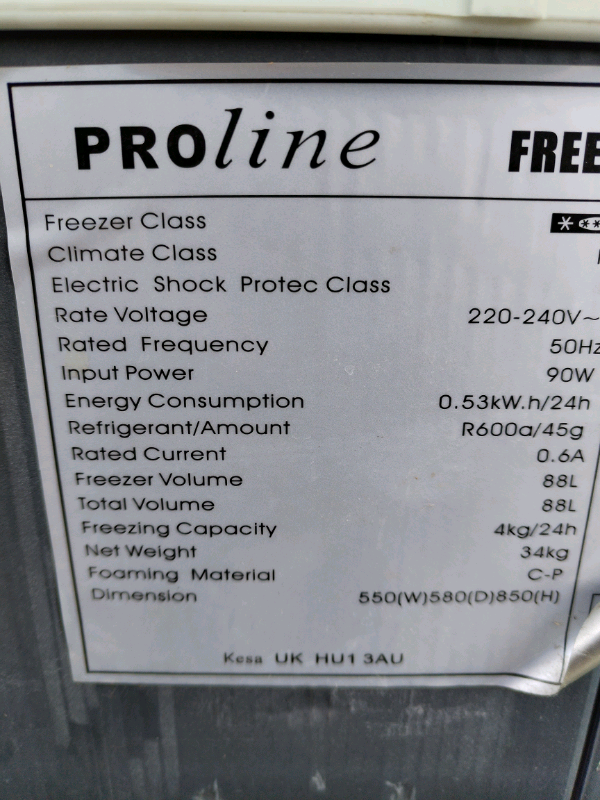 PROline FREE
Freezer Class
Climate Class
Electric Shock Protec Class
Rate Voltage 220-240V~
Rated Frequency 50Hz
Input Power 90W
Energy Consumption 0.53kW.h/24h
Refrigerant/Amount R600a/45g
Rated Current 0.6A
Freezer Volume 88L
Total Volume 88L
Freezing Capacity 4kg/24h
Net Weight 34kg
Foaming Material C-P
Dimension 550(W)580(D)850(H)
Kesa UK HU1 3AU